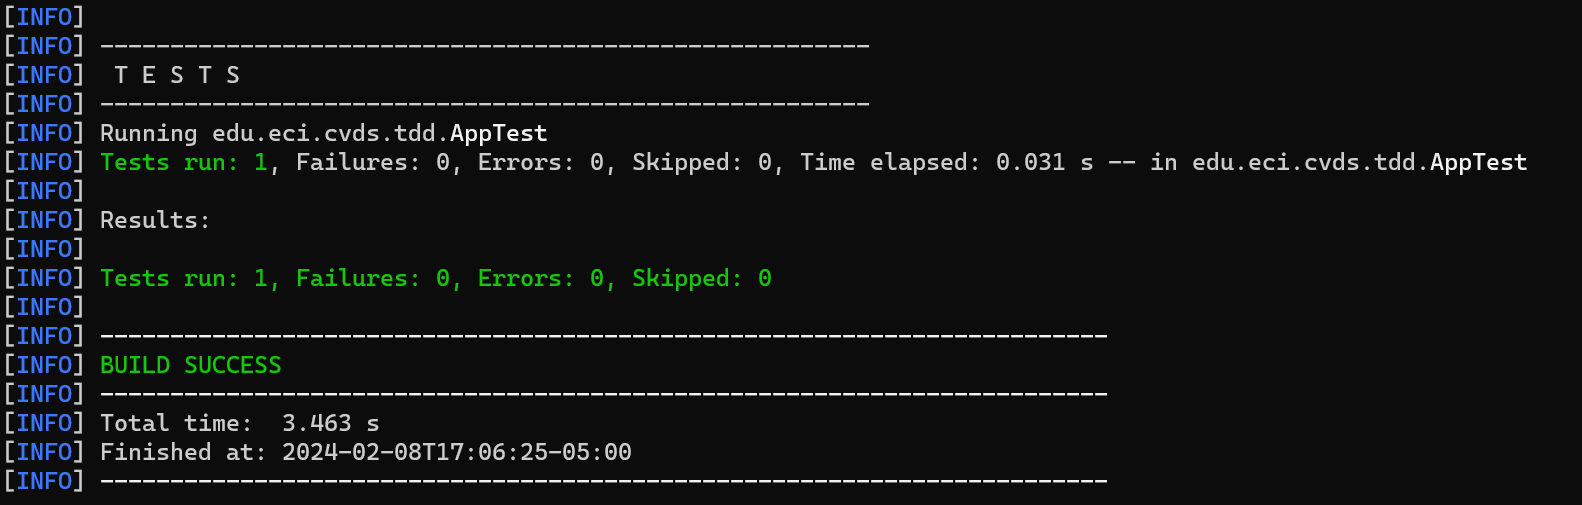 [INFO]
[INFO] -------------------------------------------------------
[INFO]  T E S T S
[INFO] -------------------------------------------------------
[INFO] Running edu.eci.cvds.tdd.AppTest
[INFO] Tests run: 1, Failures: 0, Errors: 0, Skipped: 0, Time elapsed: 0.031 s -- in edu.eci.cvds.tdd.AppTest
[INFO]
[INFO] Results:
[INFO]
[INFO] Tests run: 1, Failures: 0, Errors: 0, Skipped: 0
[INFO]
[INFO] ------------------------------------------------------------------------
[INFO] BUILD SUCCESS
[INFO] ------------------------------------------------------------------------
[INFO] Total time:  3.463 s
[INFO] Finished at: 2024-02-08T17:06:25-05:00
[INFO] ------------------------------------------------------------------------